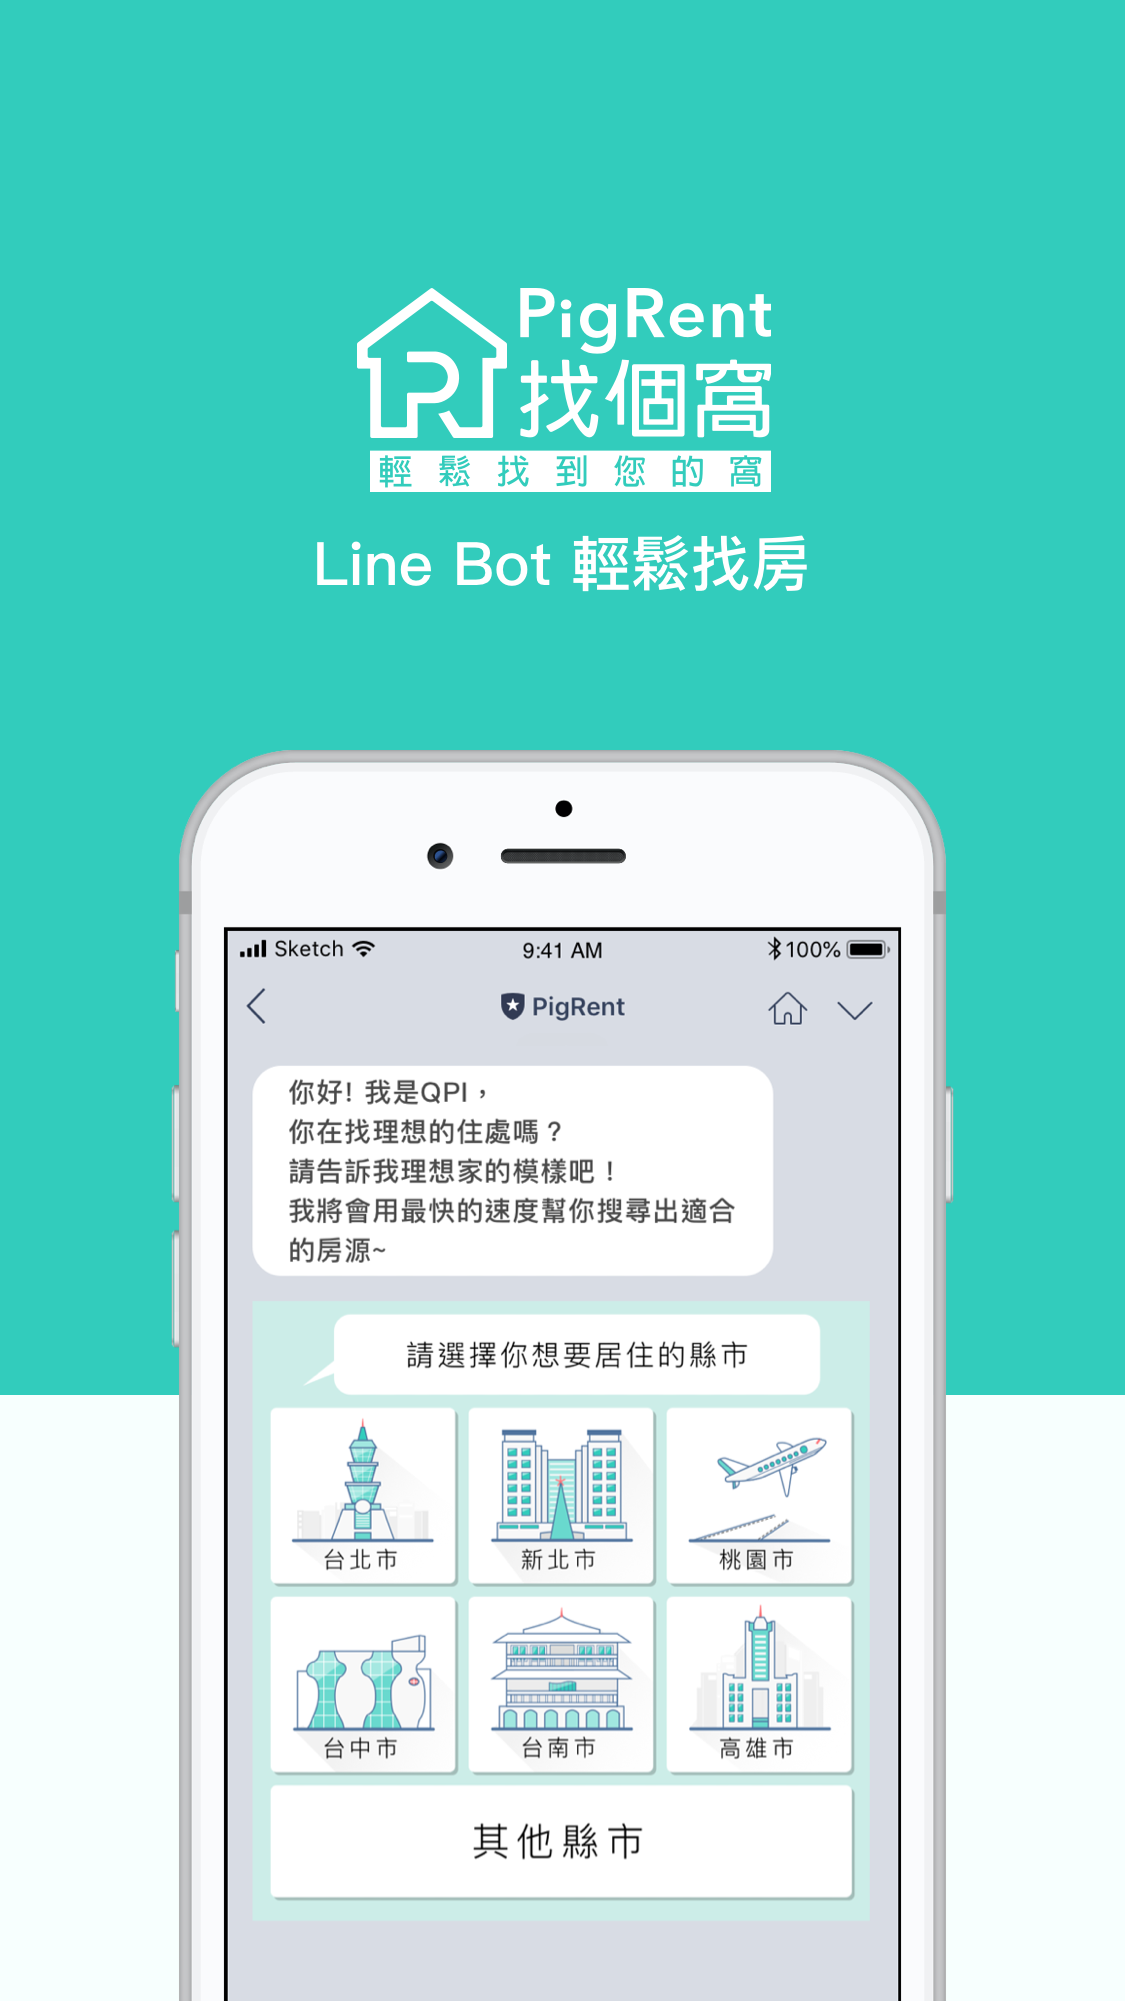 PigRent
找個窩
輕鬆找到您的窩
Line Bot 輕鬆找房
Sketch 9:41 AM 100%
PigRent
你好! 我是QPI，
你在找理想的住處嗎？
請告訴我理想家的模樣吧！
我將會用最快的速度幫你搜尋出適合
的房源~
請選擇你想要居住的縣市
台北市 新北市 桃園市
台中市 台南市 高雄市
其他縣市